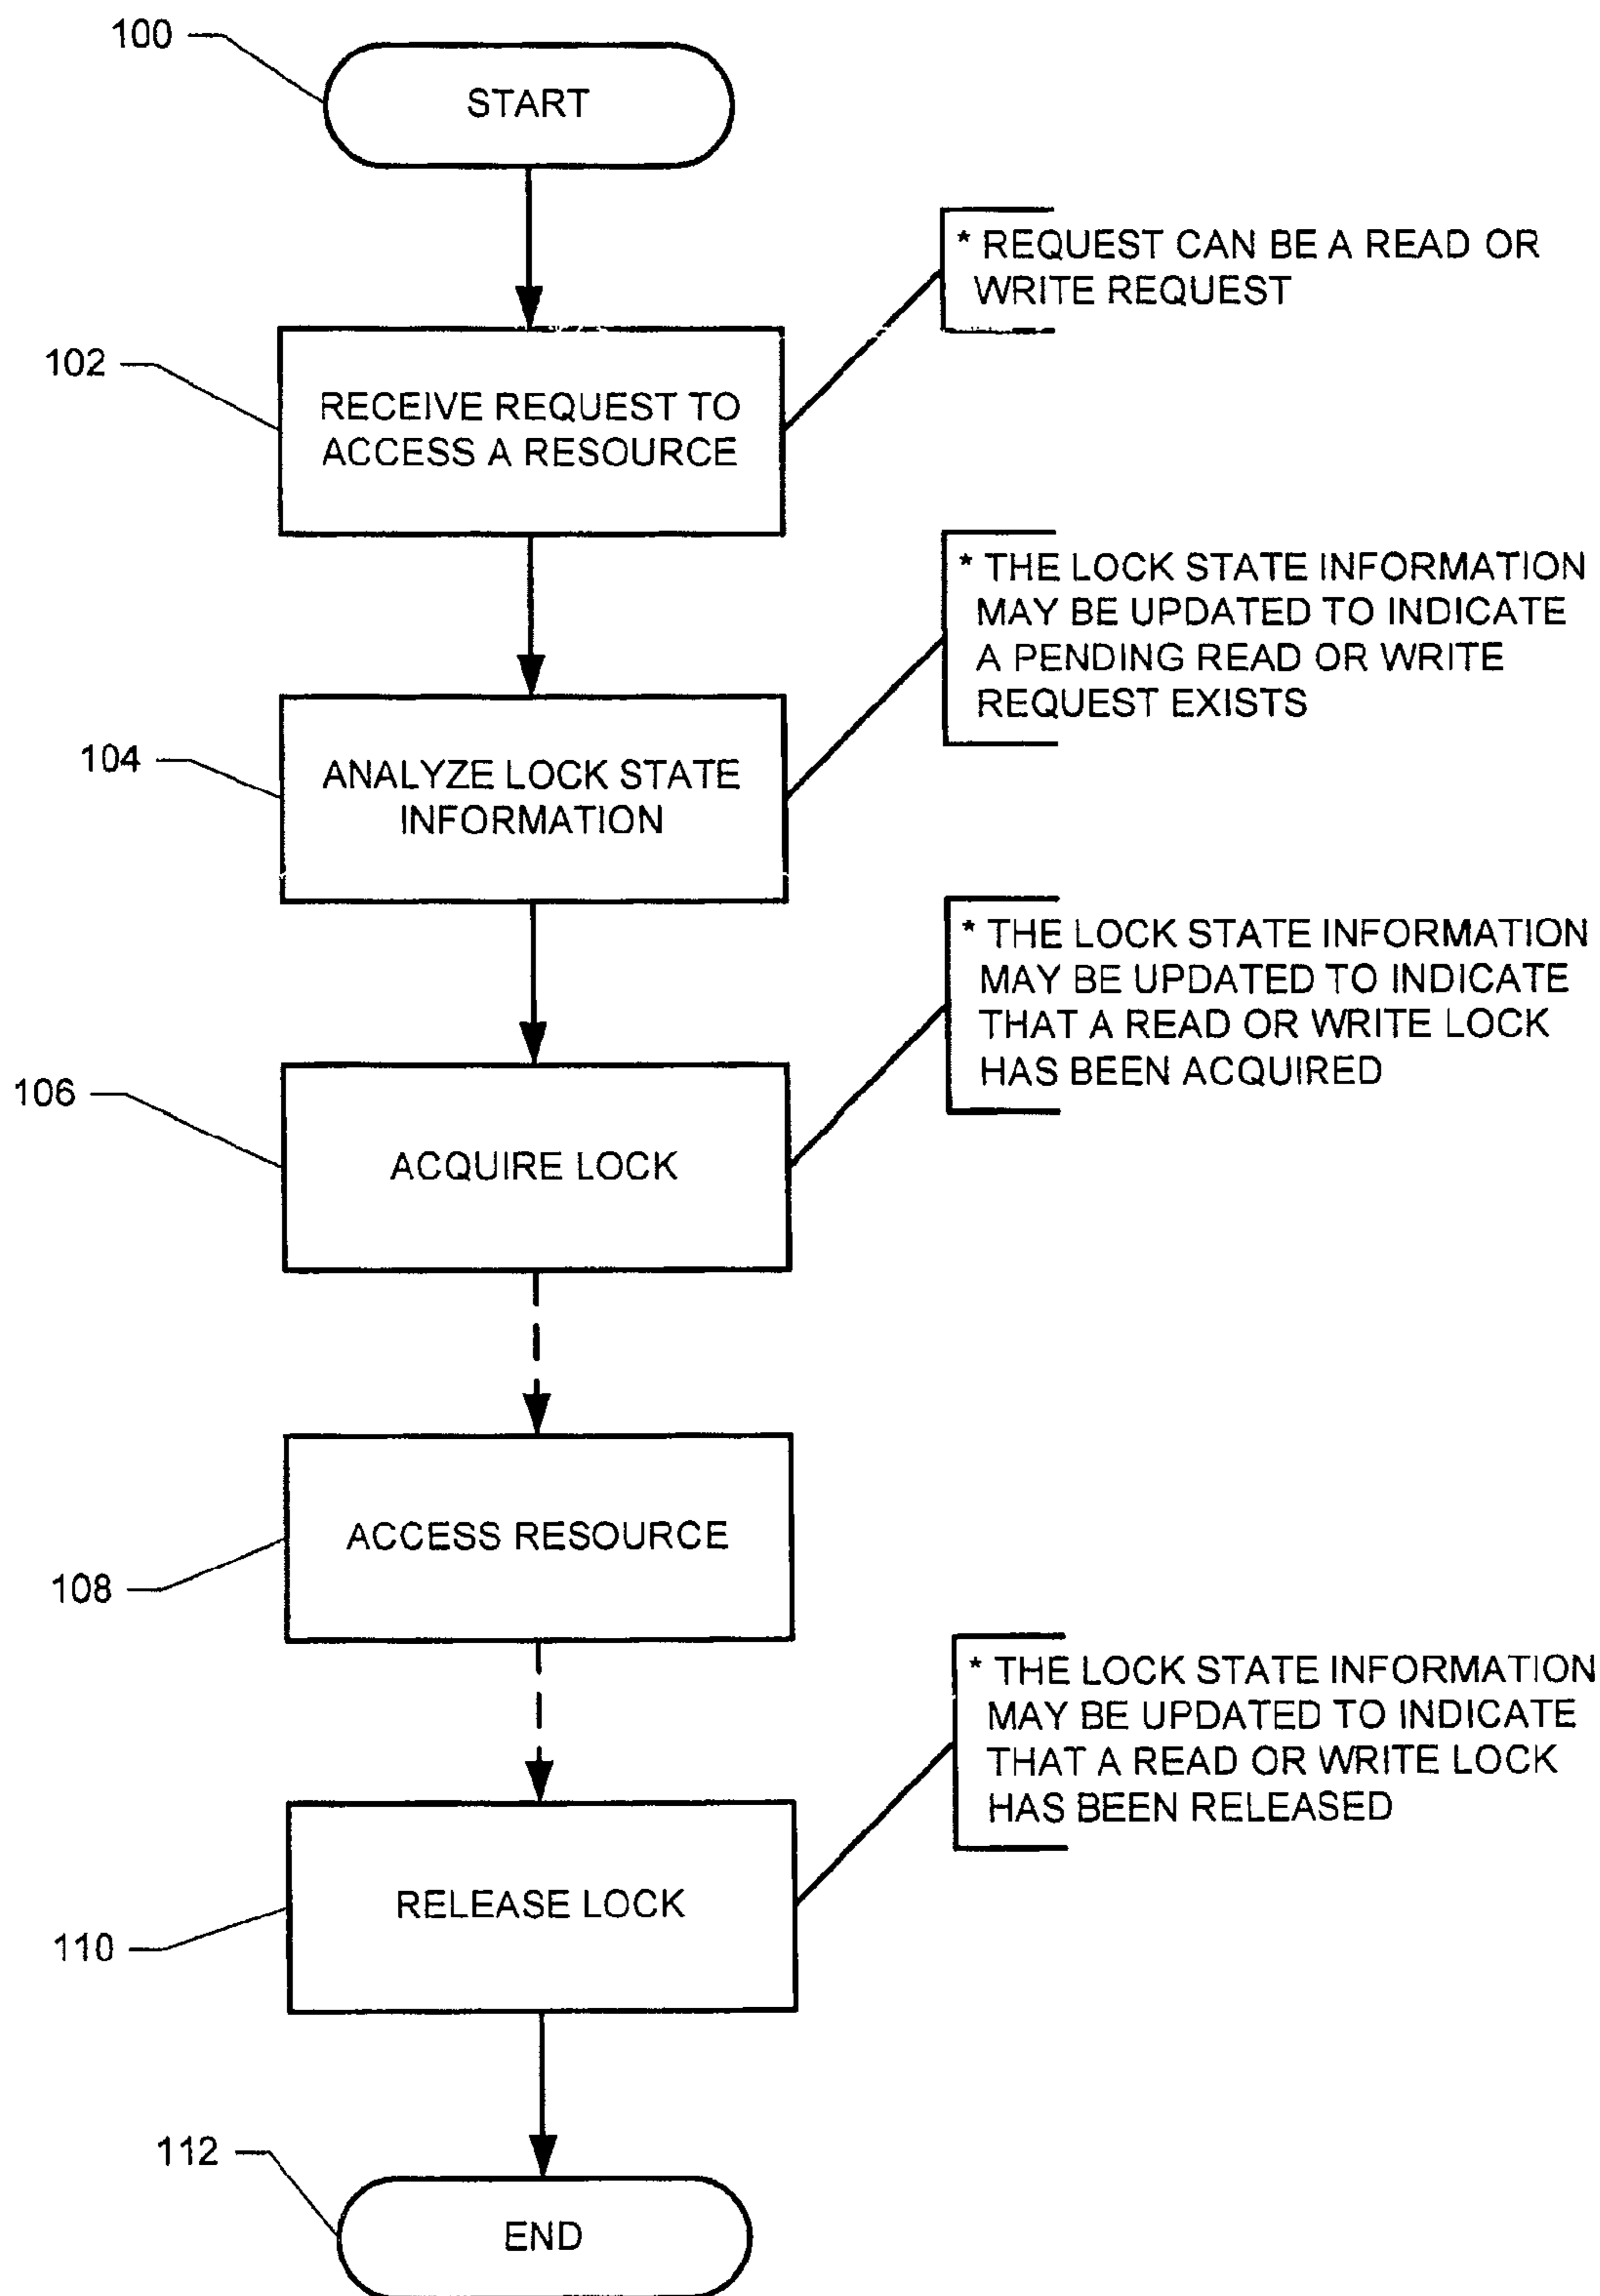 100
START
* REQUEST CAN BE A READ OR
WRITE REQUEST
102
RECEIVE REQUEST TO
ACCESS A RESOURCE
* THE LOCK STATE INFORMATION
MAY BE UPDATED TO INDICATE
A PENDING READ OR WRITE
REQUEST EXISTS
104
ANALYZE LOCK STATE
INFORMATION
* THE LOCK STATE INFORMATION
MAY BE UPDATED TO INDICATE
THAT A READ OR WRITE LOCK
HAS BEEN ACQUIRED
106
ACQUIRE LOCK
ACCESS RESOURCE
108
* THE LOCK STATE INFORMATION
MAY BE UPDATED TO INDICATE
THAT A READ OR WRITE LOCK
HAS BEEN RELEASED
RELEASE LOCK
110
112
END